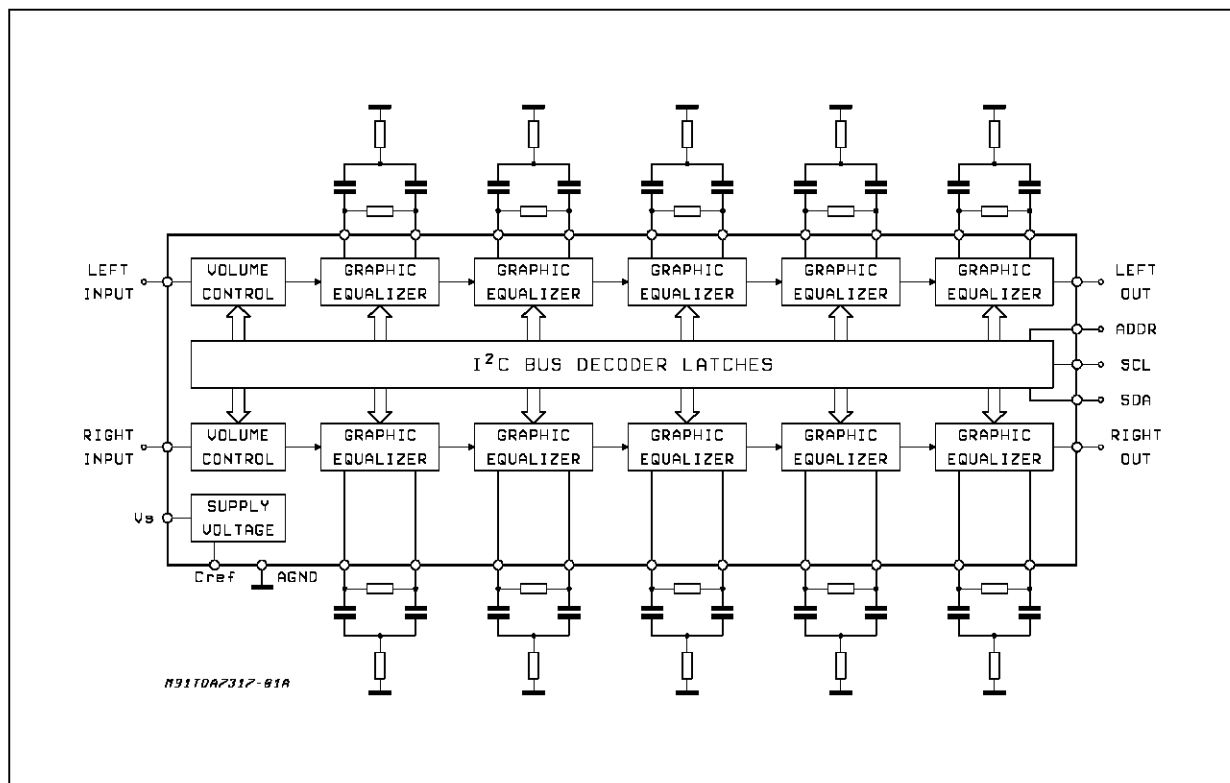 LEFT INPUT
VOLUME CONTROL
GRAPHIC EQUALIZER
GRAPHIC EQUALIZER
GRAPHIC EQUALIZER
GRAPHIC EQUALIZER
GRAPHIC EQUALIZER
LEFT OUT
ADDR
I²C BUS DECODER LATCHES
SCL
SDA
RIGHT INPUT
VOLUME CONTROL
GRAPHIC EQUALIZER
GRAPHIC EQUALIZER
GRAPHIC EQUALIZER
GRAPHIC EQUALIZER
GRAPHIC EQUALIZER
RIGHT OUT
Vs
SUPPLY VOLTAGE
Cref
AGND
M91TDA7317-01A